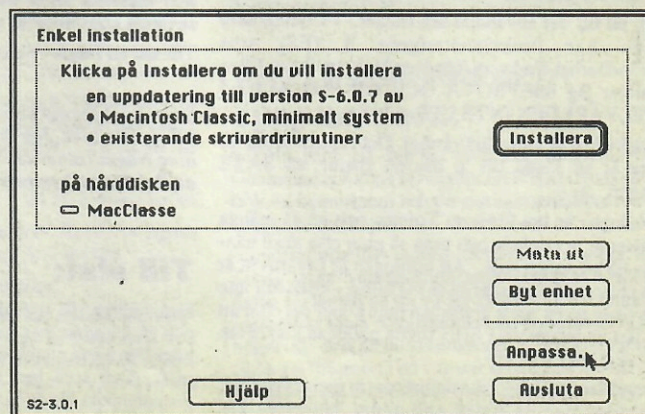 Enkel installation
Klicka på Installera om du vill installera
en uppdatering till version S-6.0.7 av
• Macintosh Classic, minimalt system
• existerande skrivardrivrutiner
Installera
på hårddisken
MacClasse
Mata ut
Byt enhet
Anpassa.
Hjälp
Avsluta
S2-3.0.1